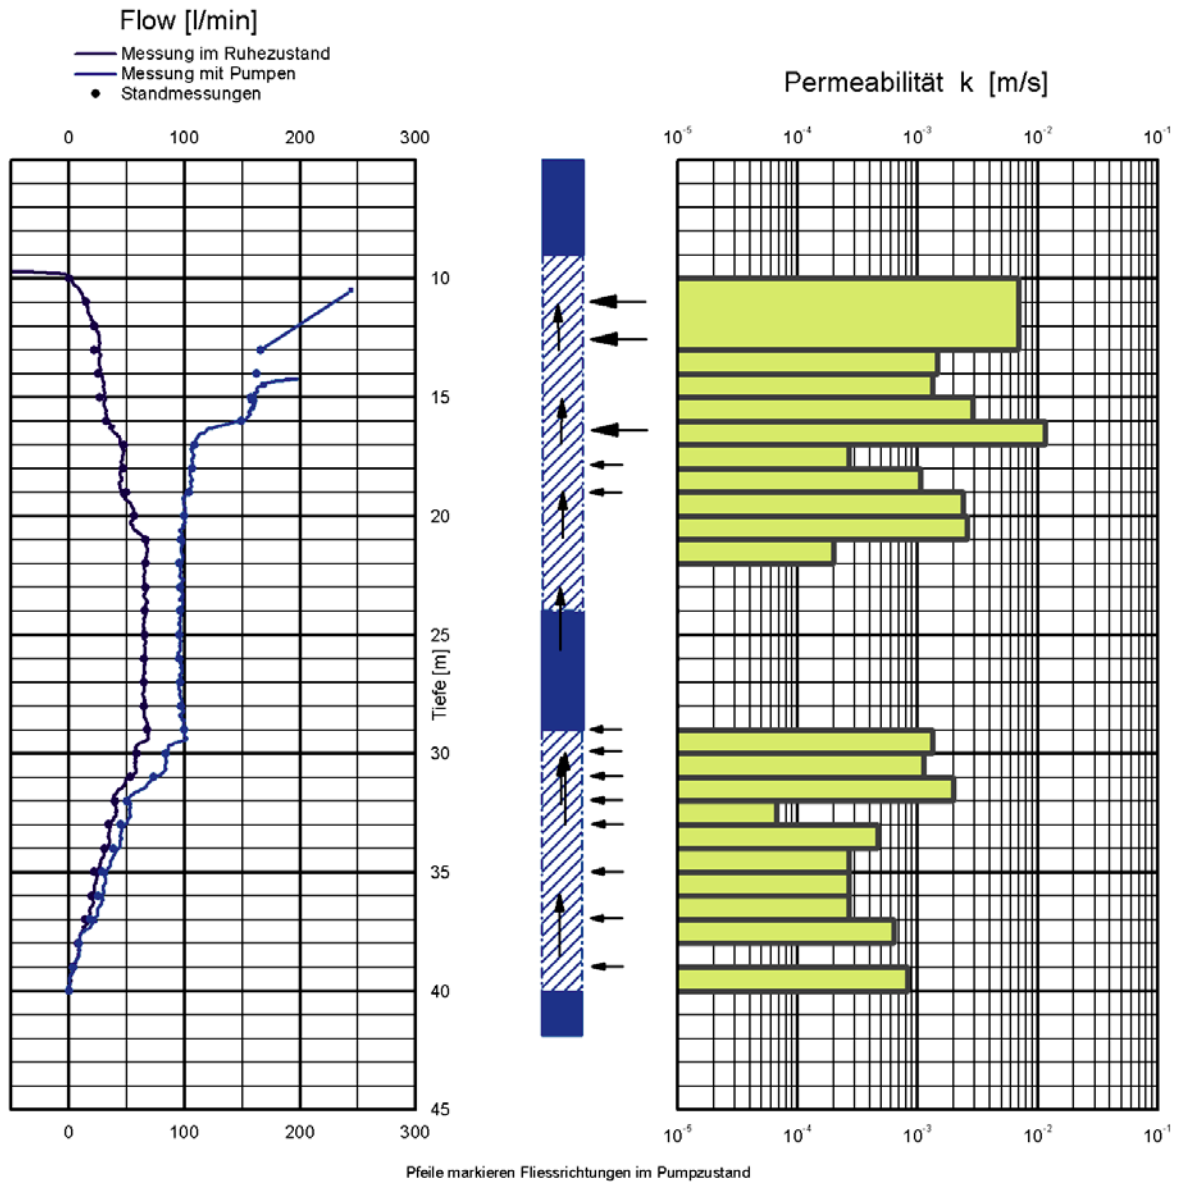 Flow [l/min]
Messung im Ruhezustand
Messung mit Pumpen
Standmessungen
Permeabilität k [m/s]
0 100 200 300
10⁻⁵ 10⁻⁴ 10⁻³ 10⁻² 10⁻¹
10
15
20
25
Tiefe [m]
30
35
40
45
0 100 200 300
10⁻⁵ 10⁻⁴ 10⁻³ 10⁻² 10⁻¹
Pfeile markieren Fliessrichtungen im Pumpzustand